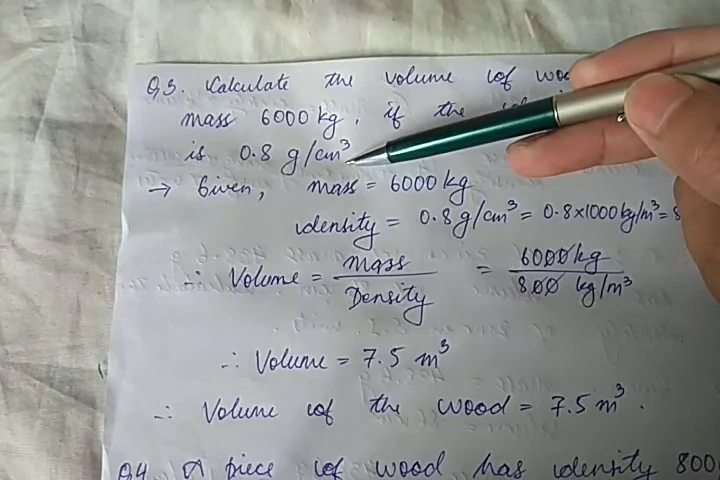 Q3. Calculate the volume of
mass 6000 kg, if the
is 0.8 g/cm³
→ Given, mass = 6000 kg
density = 0.8 g/cm³ = 0.8×1000 kg/m³ = 8
∴ Volume = Mass / Density = 6000 kg / 800 kg/m³
∴ Volume = 7.5 m³
∴ Volume of the wood = 7.5 m³.
Q4 A piece of wood has density 800